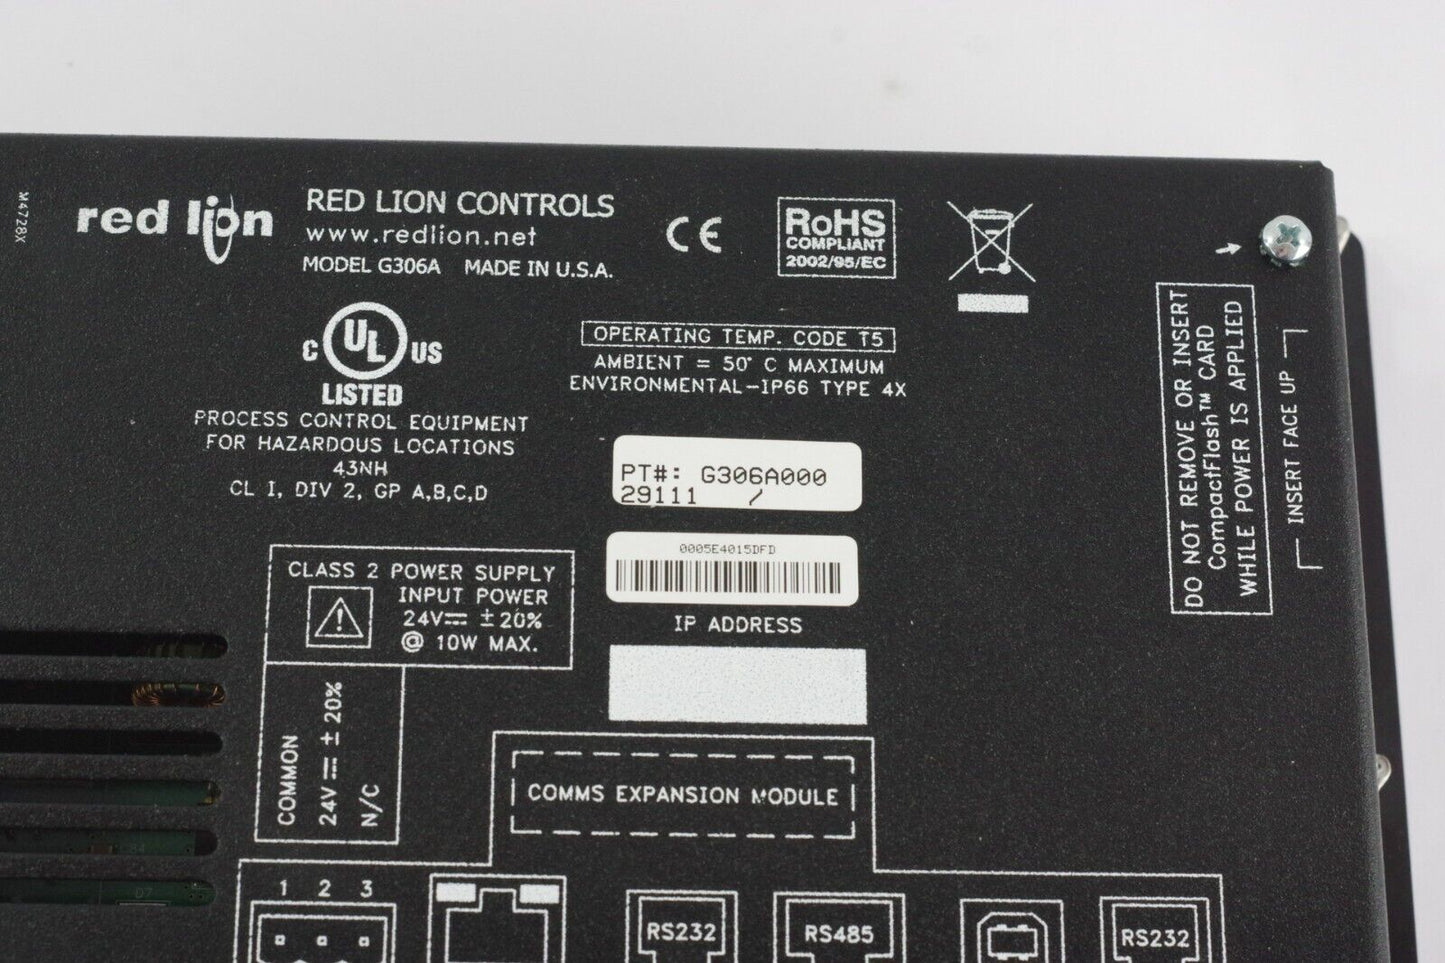 M4728X
red lion
RED LION CONTROLS
www.redlion.net
MODEL G306A MADE IN U.S.A.
CE
RoHS
COMPLIANT
2002/95/EC
C UL US
LISTED
PROCESS CONTROL EQUIPMENT
FOR HAZARDOUS LOCATIONS
43NH
CL I, DIV 2, GP A,B,C,D
OPERATING TEMP. CODE T5
AMBIENT = 50° C MAXIMUM
ENVIRONMENTAL-IP66 TYPE 4X
PT#: G306A000
29111 /
0005E4015DFD
IP ADDRESS
DO NOT REMOVE OR INSERT
CompactFlash™ CARD
WHILE POWER IS APPLIED
INSERT FACE UP
CLASS 2 POWER SUPPLY
INPUT POWER
24V⎓ ±20%
@ 10W MAX.
COMMON
24V⎓ ± 20%
N/C
COMMS EXPANSION MODULE
1 2 3
RS232
RS485
RS232